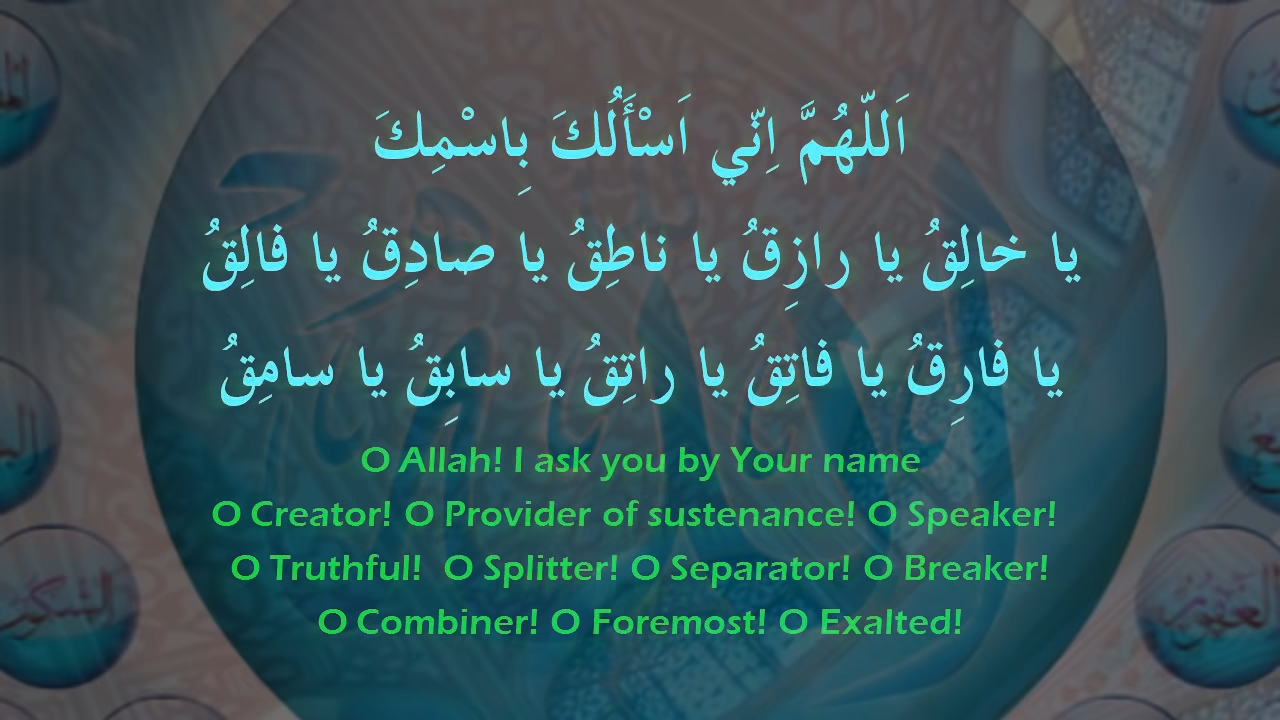 اَللّهُمَّ اِنّي اَسْأَلُكَ بِاسْمِكَ
يا خالِقُ يا رازِقُ يا ناطِقُ يا صادِقُ يا فالِقُ
يا فارِقُ يا فاتِقُ يا راتِقُ يا سابِقُ يا سامِقُ
O Allah! I ask you by Your name
O Creator! O Provider of sustenance! O Speaker!
O Truthful! O Splitter! O Separator! O Breaker!
O Combiner! O Foremost! O Exalted!